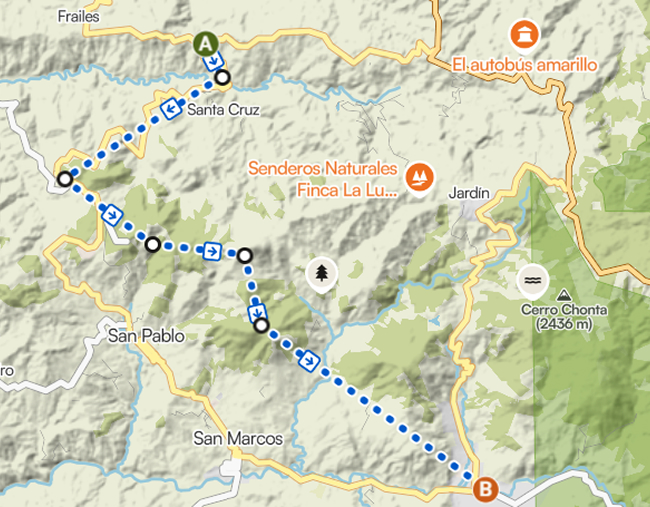 Frailes
A
El autobús amarillo
Santa Cruz
Senderos Naturales
Finca La Lu...
Jardín
Cerro Chonta
(2436 m)
San Pablo
ro
San Marcos
B